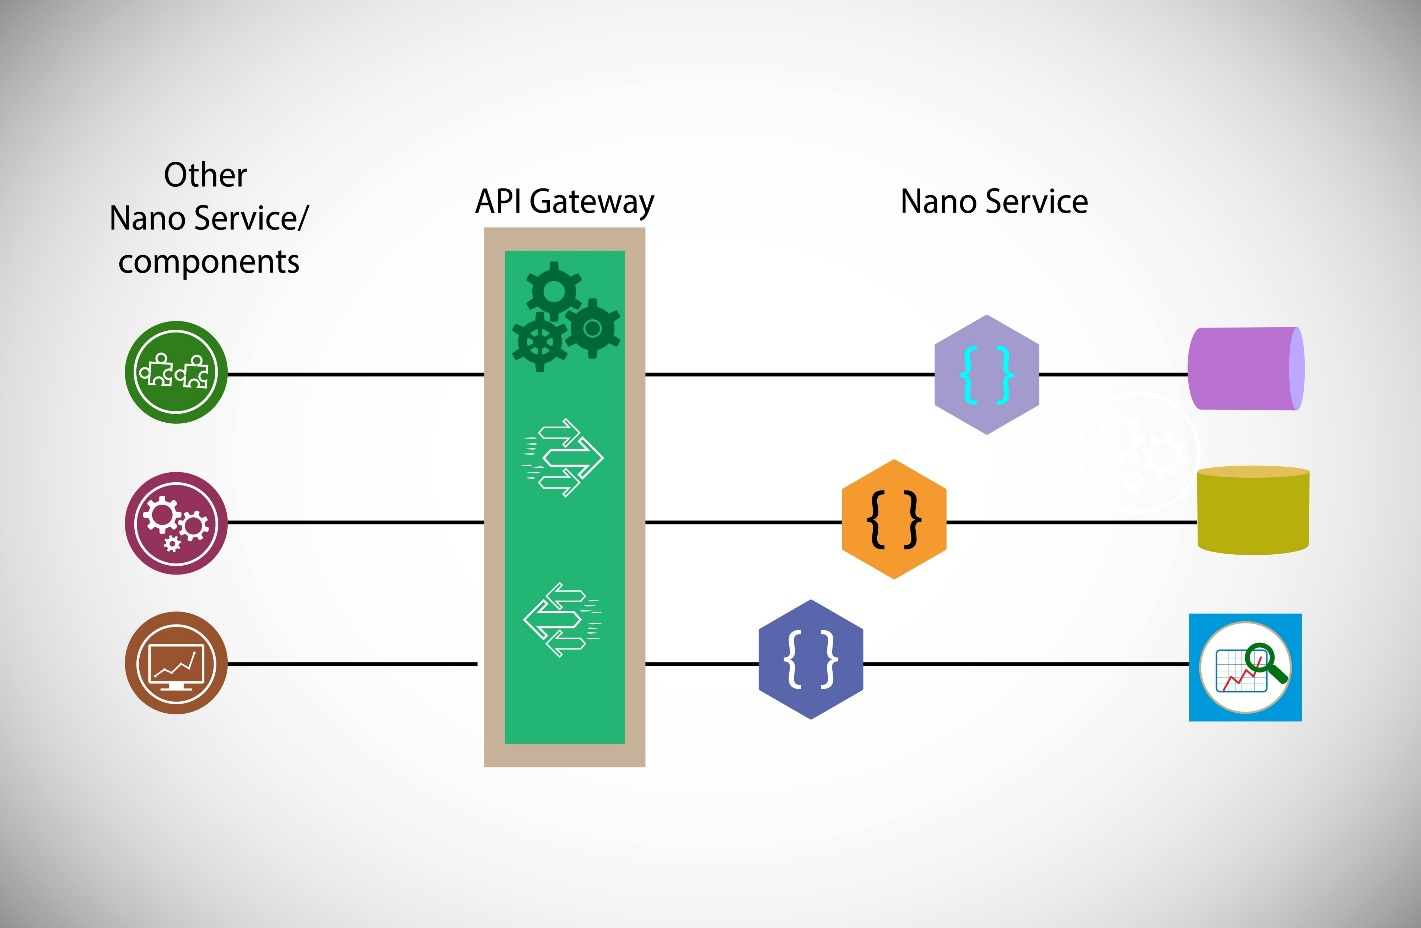 Other
Nano Service/
components
API Gateway
Nano Service
{ }
{ }
{ }